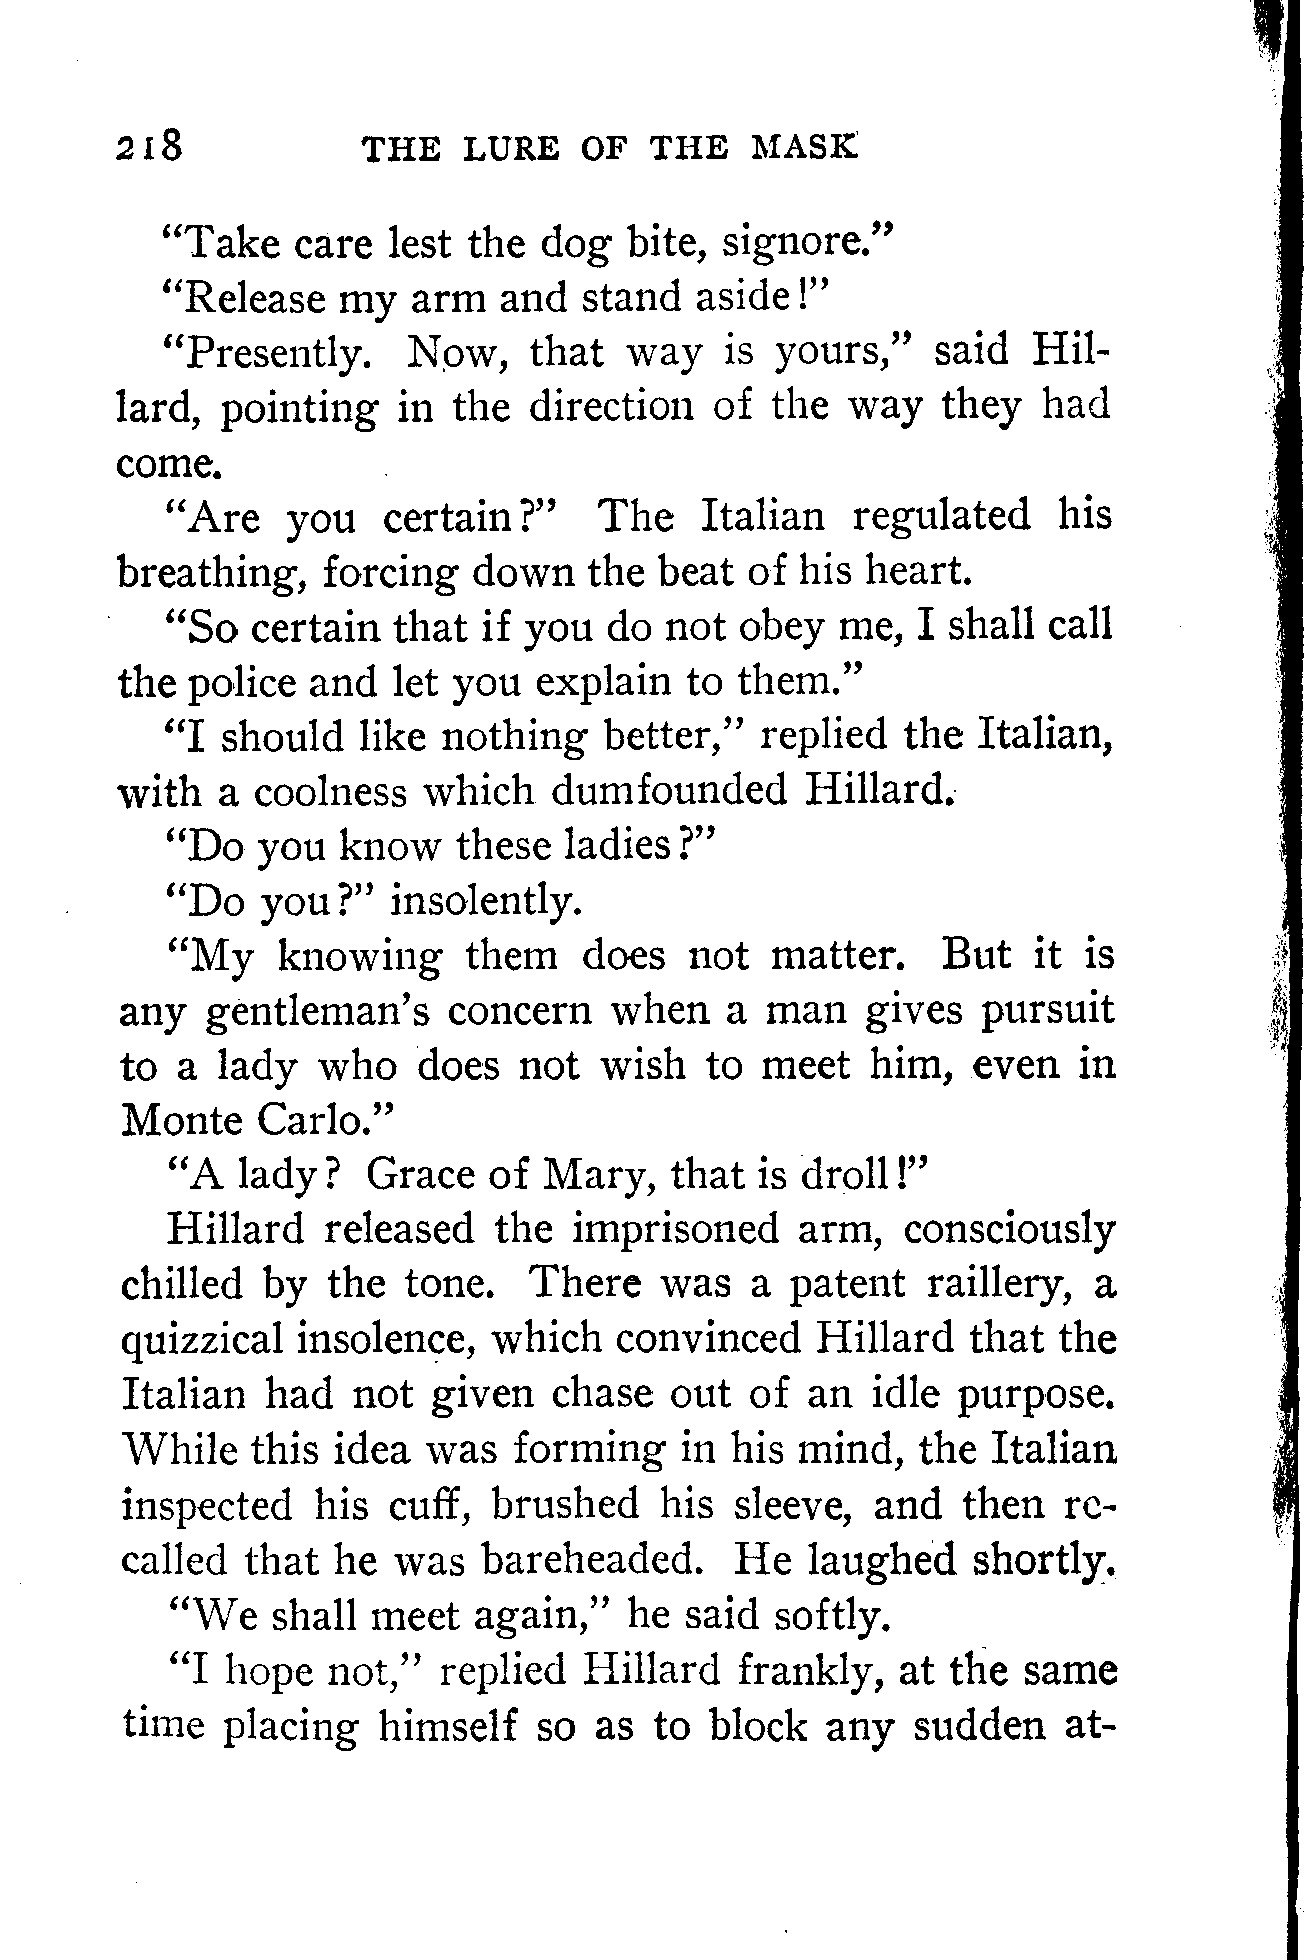 218 THE LURE OF THE MASK
"Take care lest the dog bite, signore."
"Release my arm and stand aside!"
"Presently. Now, that way is yours," said Hil-
lard, pointing in the direction of the way they had
come.
"Are you certain?" The Italian regulated his
breathing, forcing down the beat of his heart.
"So certain that if you do not obey me, I shall call
the police and let you explain to them."
"I should like nothing better," replied the Italian,
with a coolness which dumfounded Hillard.
"Do you know these ladies?"
"Do you?" insolently.
"My knowing them does not matter. But it is
any gentleman's concern when a man gives pursuit
to a lady who does not wish to meet him, even in
Monte Carlo."
"A lady? Grace of Mary, that is droll!"
Hillard released the imprisoned arm, consciously
chilled by the tone. There was a patent raillery, a
quizzical insolence, which convinced Hillard that the
Italian had not given chase out of an idle purpose.
While this idea was forming in his mind, the Italian
inspected his cuff, brushed his sleeve, and then re-
called that he was bareheaded. He laughed shortly.
"We shall meet again," he said softly.
"I hope not," replied Hillard frankly, at the same
time placing himself so as to block any sudden at-